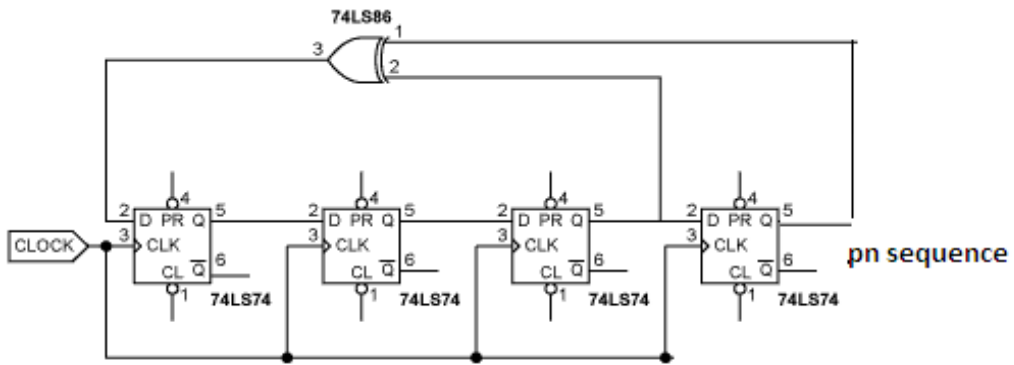 74LS86
3
1
2
4
4
4
4
2 D PR Q 5
2 D PR Q 5
2 D PR Q 5
2 D PR Q 5
CLOCK
3 CLK
3 CLK
3 CLK
3 CLK
pn sequence
CL Q 6
CL Q 6
CL Q 6
CL Q 6
1 74LS74
1 74LS74
1 74LS74
1 74LS74